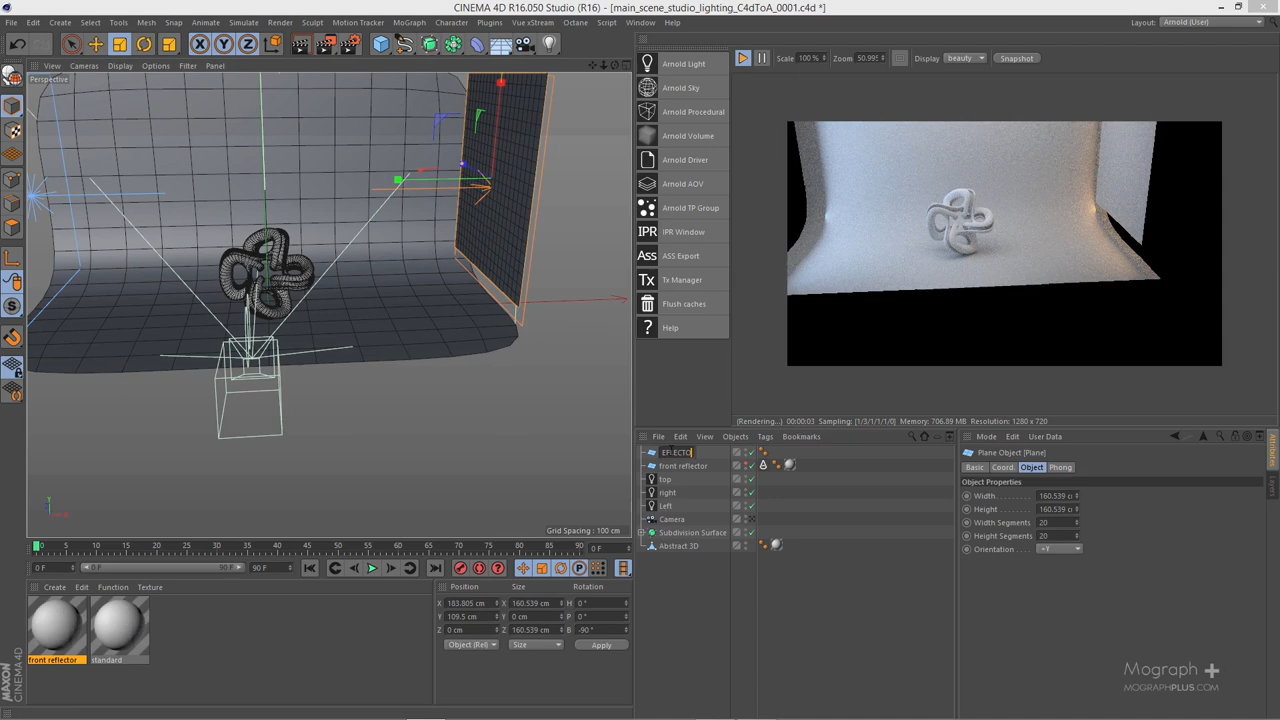 CINEMA 4D R16.050 Studio (R16) - [main_scene_studio_lighting_C4dToA_0001.c4d *]
File Edit Create Select Tools Mesh Snap Animate Simulate Render Sculpt Motion Tracker MoGraph Character Plugins Vue xStream Octane Script Window Help
Layout: Arnold (User)
X Y Z
View Cameras Display Options Filter Panel
Perspective
Grid Spacing : 100 cm
Arnold Light
Arnold Sky
Arnold Procedural
Arnold Volume
Arnold Driver
Arnold AOV
Arnold TP Group
IPR IPR Window
Ass ASS Export
Tx Tx Manager
Flush caches
? Help
Scale 100 % Zoom 50.995 Display beauty Snapshot
(Rendering...) 00:00:03 Sampling: [1/3/1/1/1/0] Memory: 706.89 MB Resolution: 1280 x 720
File Edit View Objects Tags Bookmarks
EFLECTO
front reflector
top
right
Left
Camera
Subdivision Surface
Abstract 3D
Mode Edit User Data
Plane Object [Plane]
Basic Coord. Object Phong
Object Properties
Width 160.539 c
Height 160.539 c
Width Segments 20
Height Segments 20
Orientation +Y
Attributes
Layers
0 10 20 30 40 50 60 70 80 90 0 F
0 F 0 F 90 F 90 F
Create Edit Function Texture
front reflector
standard
Position Size Rotation
X 183.805 cm X 160.539 cm H 0 °
Y 109.5 cm Y 0 cm P 0 °
Z 0 cm Z 160.539 cm B -90 °
Object (Rel) Size Apply
MAXON CINEMA 4D
Mograph +
MOGRAPHPLUS.COM